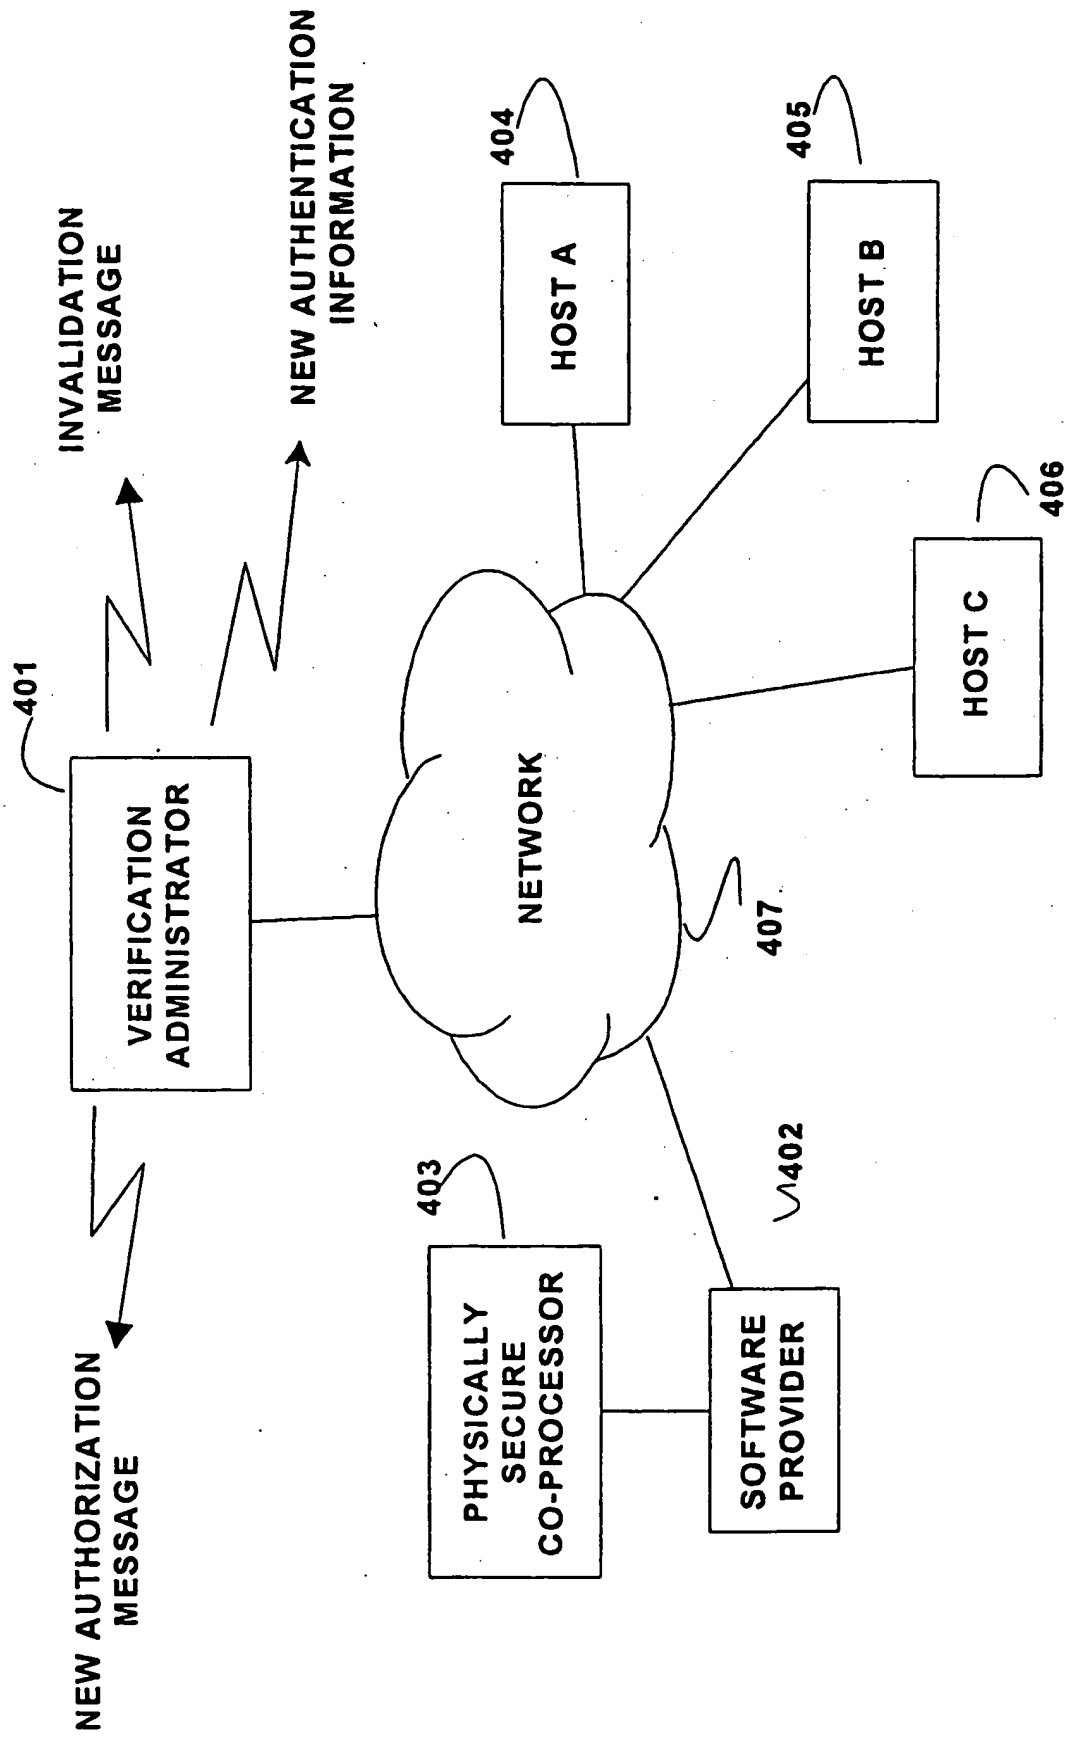 NEW AUTHORIZATION
MESSAGE
401
VERIFICATION
ADMINISTRATOR
INVALIDATION
MESSAGE
NEW AUTHENTICATION
INFORMATION
403
PHYSICALLY
SECURE
CO-PROCESSOR
NETWORK
404
HOST A
402
SOFTWARE
PROVIDER
407
405
HOST B
HOST C
406